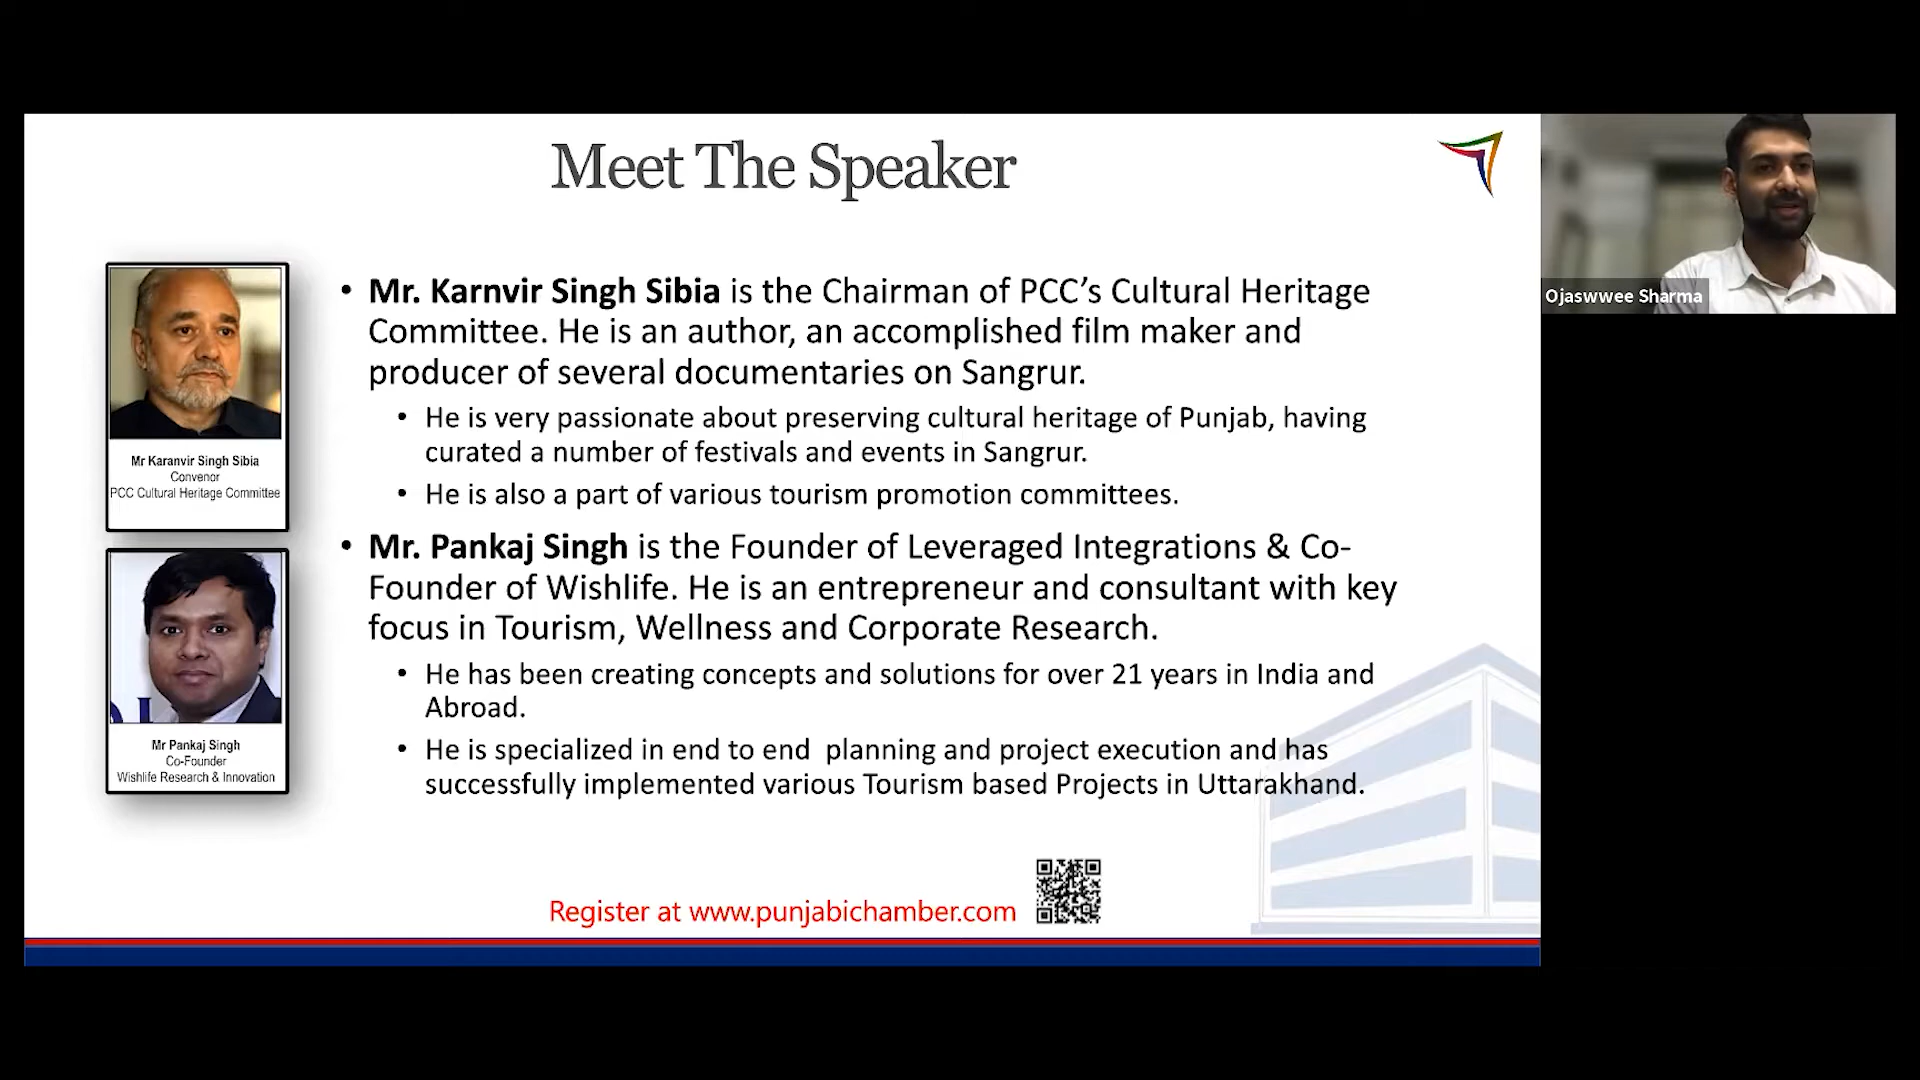 Meet The Speaker
Ojaswwee Sharma
Mr Karanvir Singh Sibia
Convenor
PCC Cultural Heritage Committee
• Mr. Karnvir Singh Sibia is the Chairman of PCC’s Cultural Heritage
Committee. He is an author, an accomplished film maker and
producer of several documentaries on Sangrur.
• He is very passionate about preserving cultural heritage of Punjab, having
curated a number of festivals and events in Sangrur.
• He is also a part of various tourism promotion committees.
Mr Pankaj Singh
Co-Founder
Wishlife Research & Innovation
• Mr. Pankaj Singh is the Founder of Leveraged Integrations & Co-
Founder of Wishlife. He is an entrepreneur and consultant with key
focus in Tourism, Wellness and Corporate Research.
• He has been creating concepts and solutions for over 21 years in India and
Abroad.
• He is specialized in end to end planning and project execution and has
successfully implemented various Tourism based Projects in Uttarakhand.
Register at www.punjabichamber.com